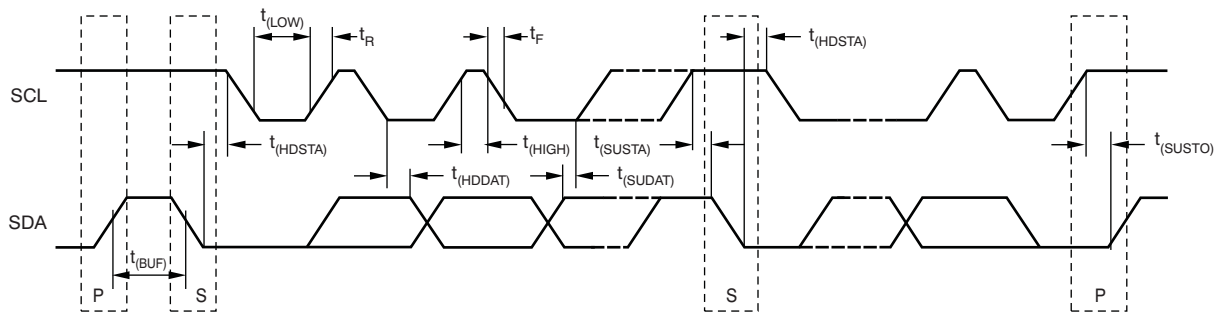 t(LOW)
tR
tF
t(HDSTA)
SCL
t(HDSTA)
t(HIGH)
t(SUSTA)
t(SUSTO)
t(HDDAT)
t(SUDAT)
SDA
t(BUF)
P
S
S
P